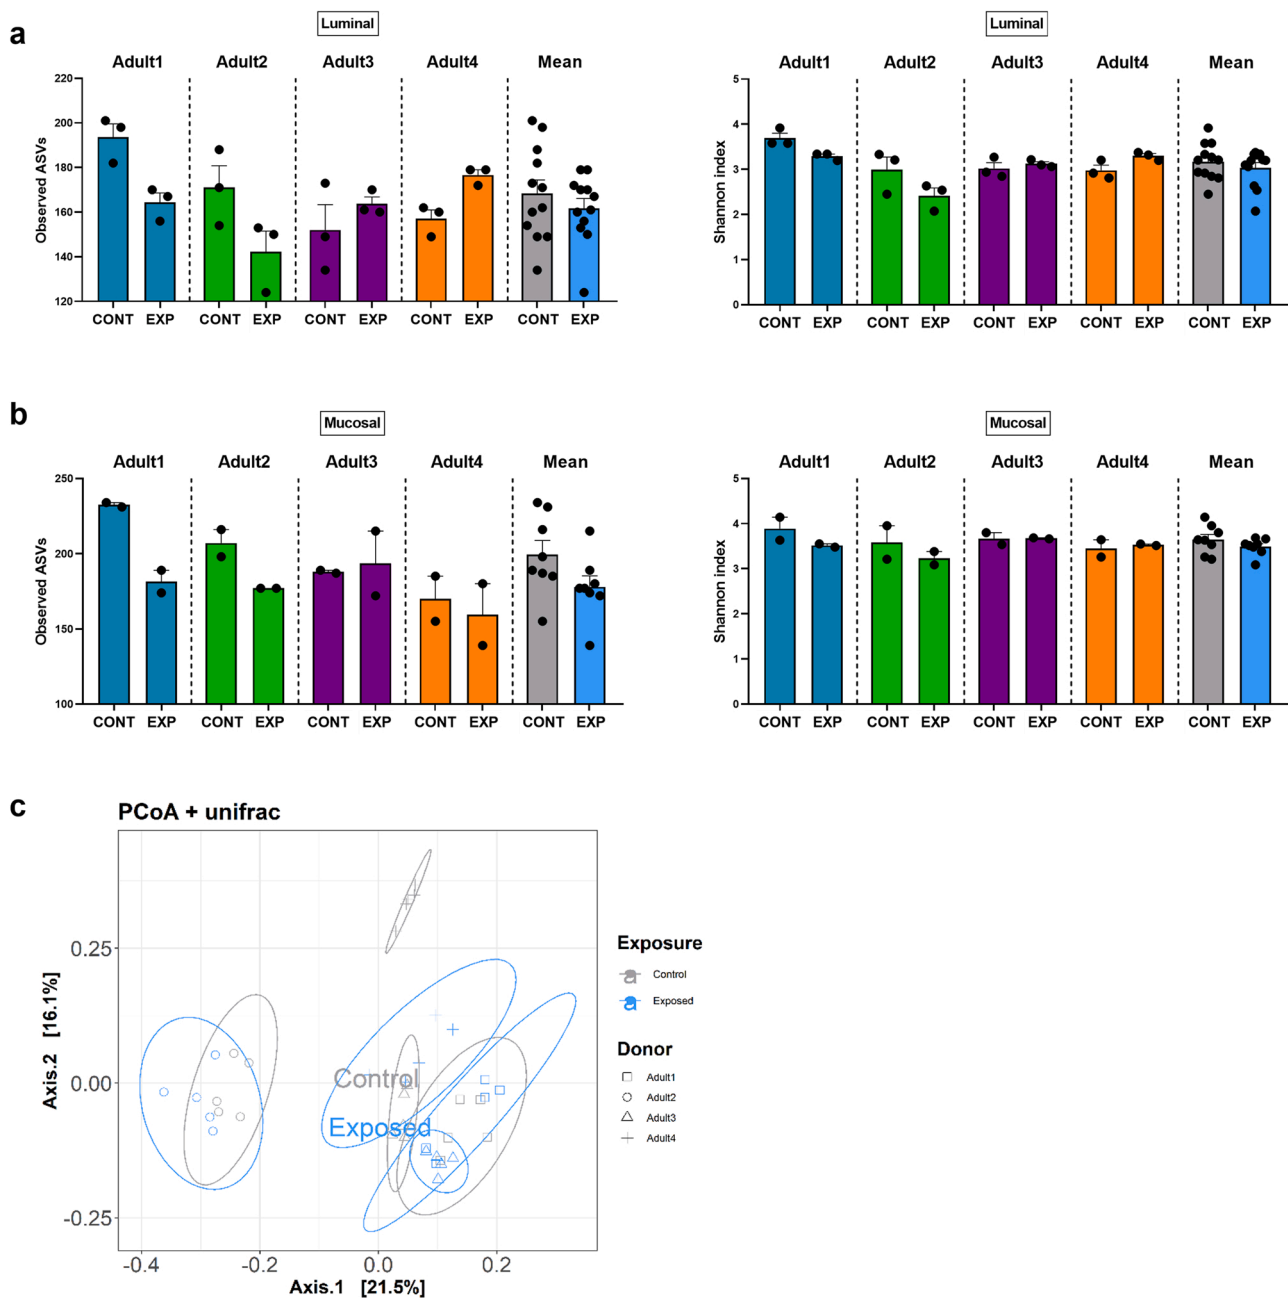 a
Luminal
Adult1 Adult2 Adult3 Adult4 Mean
Observed ASVs
220
200
180
160
140
120
CONT EXP CONT EXP CONT EXP CONT EXP CONT EXP
Luminal
Adult1 Adult2 Adult3 Adult4 Mean
Shannon index
5
4
3
2
1
0
CONT EXP CONT EXP CONT EXP CONT EXP CONT EXP
b
Mucosal
Adult1 Adult2 Adult3 Adult4 Mean
Observed ASVs
250
200
150
100
CONT EXP CONT EXP CONT EXP CONT EXP CONT EXP
Mucosal
Adult1 Adult2 Adult3 Adult4 Mean
Shannon index
5
4
3
2
1
0
CONT EXP CONT EXP CONT EXP CONT EXP CONT EXP
c
PCoA + unifrac
Axis.2 [16.1%]
0.25
0.00
-0.25
Control
Exposed
-0.4 -0.2 0.0 0.2
Axis.1 [21.5%]
Exposure
a Control
a Exposed
Donor
Adult1
Adult2
Adult3
Adult4